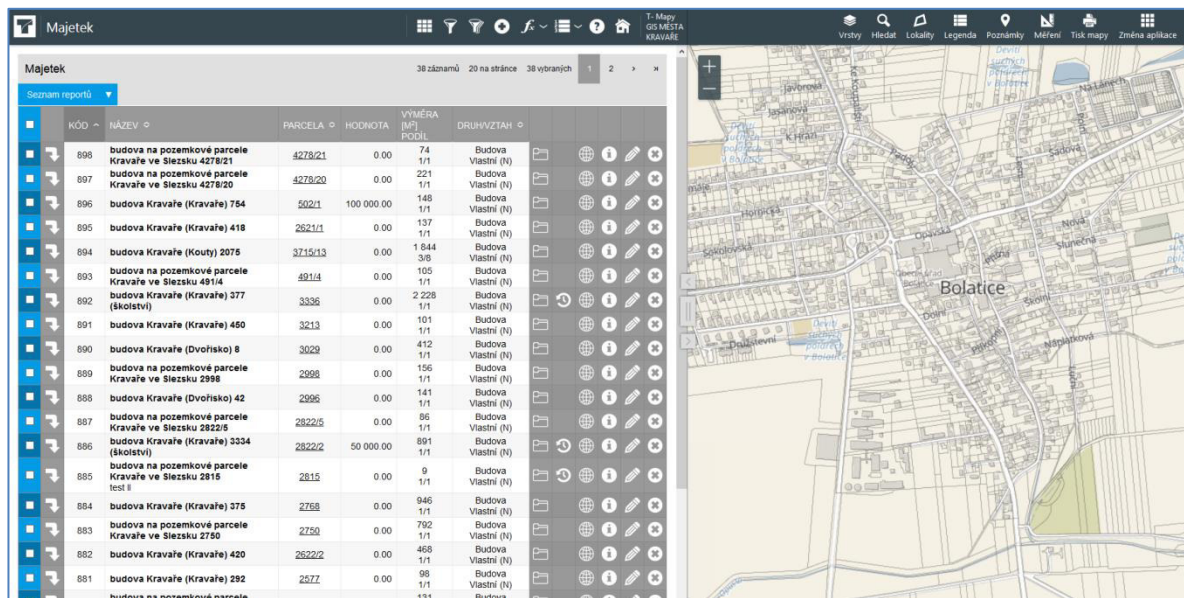 Majetek
T- Mapy
GIS MĚSTA
KRAVAŘE
Vrstvy Hledat Lokality Legenda Poznámky Měření Tisk mapy Změna aplikace
Majetek 38 záznamů 20 na stránce 38 vybraných 1 2
Seznam reportů
KÓD NÁZEV PARCELA HODNOTA VÝMĚRA [M²] PODÍL DRUH/VZTAH
898 budova na pozemkové parcele 4278/21 0.00 74 Budova
Kravaře ve Slezsku 4278/21 1/1 Vlastní (N)
897 budova na pozemkové parcele 4278/20 0.00 221 Budova
Kravaře ve Slezsku 4278/20 1/1 Vlastní (N)
896 budova Kravaře (Kravaře) 754 502/1 100 000.00 148 Budova
1/1 Vlastní (N)
895 budova Kravaře (Kravaře) 418 2621/1 0.00 137 Budova
1/1 Vlastní (N)
894 budova Kravaře (Kouty) 2075 3715/13 0.00 1 844 Budova
3/8 Vlastní (N)
893 budova na pozemkové parcele 491/4 0.00 105 Budova
Kravaře ve Slezsku 491/4 1/1 Vlastní (N)
892 budova Kravaře (Kravaře) 377 3336 0.00 2 228 Budova
(školství) 1/1 Vlastní (N)
891 budova Kravaře (Kravaře) 450 3213 0.00 101 Budova
1/1 Vlastní (N)
890 budova Kravaře (Dvořisko) 8 3029 0.00 412 Budova
1/1 Vlastní (N)
889 budova na pozemkové parcele 2998 0.00 156 Budova
Kravaře ve Slezsku 2998 1/1 Vlastní (N)
888 budova Kravaře (Dvořisko) 42 2996 0.00 141 Budova
1/1 Vlastní (N)
887 budova na pozemkové parcele 2822/5 0.00 86 Budova
Kravaře ve Slezsku 2822/5 1/1 Vlastní (N)
886 budova Kravaře (Kravaře) 3334 2822/2 50 000.00 891 Budova
(školství) 1/1 Vlastní (N)
885 budova na pozemkové parcele 2815 0.00 9 Budova
Kravaře ve Slezsku 2815 1/1 Vlastní (N)
test II
884 budova Kravaře (Kravaře) 375 2768 0.00 946 Budova
1/1 Vlastní (N)
883 budova na pozemkové parcele 2750 0.00 792 Budova
Kravaře ve Slezsku 2750 1/1 Vlastní (N)
882 budova Kravaře (Kravaře) 420 2622/2 0.00 468 Budova
1/1 Vlastní (N)
881 budova Kravaře (Kravaře) 292 2577 0.00 98 Budova
1/1 Vlastní (N)
budova na pozemkové parcele 131 Budova
Devíti
suchých
poldrech
v Bolatice
Na Lánech
Javorová
Jasanová
K Hrázi
Sadová
Hornická
Sokolovská
Opavská
Nová
Slunečná
Bolatice
Školní
Dolní
Družstevní
Náplatková
Luční